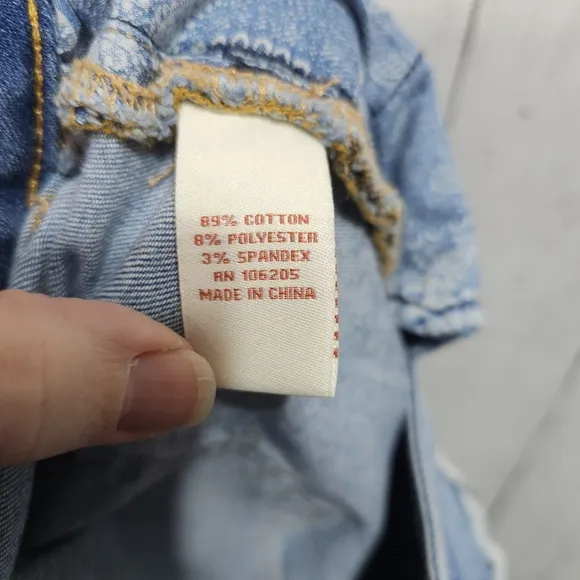 89% COTTON
8% POLYESTER
3% SPANDEX
RN 106205
MADE IN CHINA